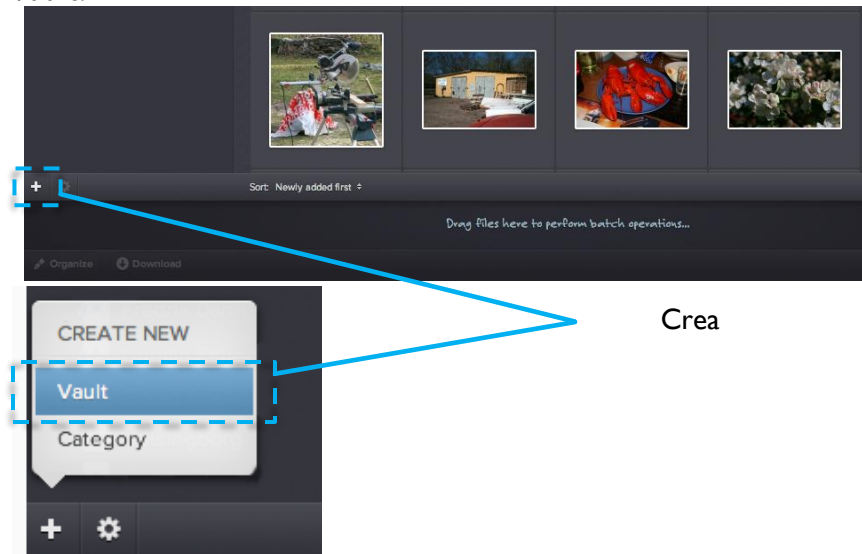 Sort: Newly added first
Drag files here to perform batch operations...
Organize Download
Crea
CREATE NEW
Vault
Category